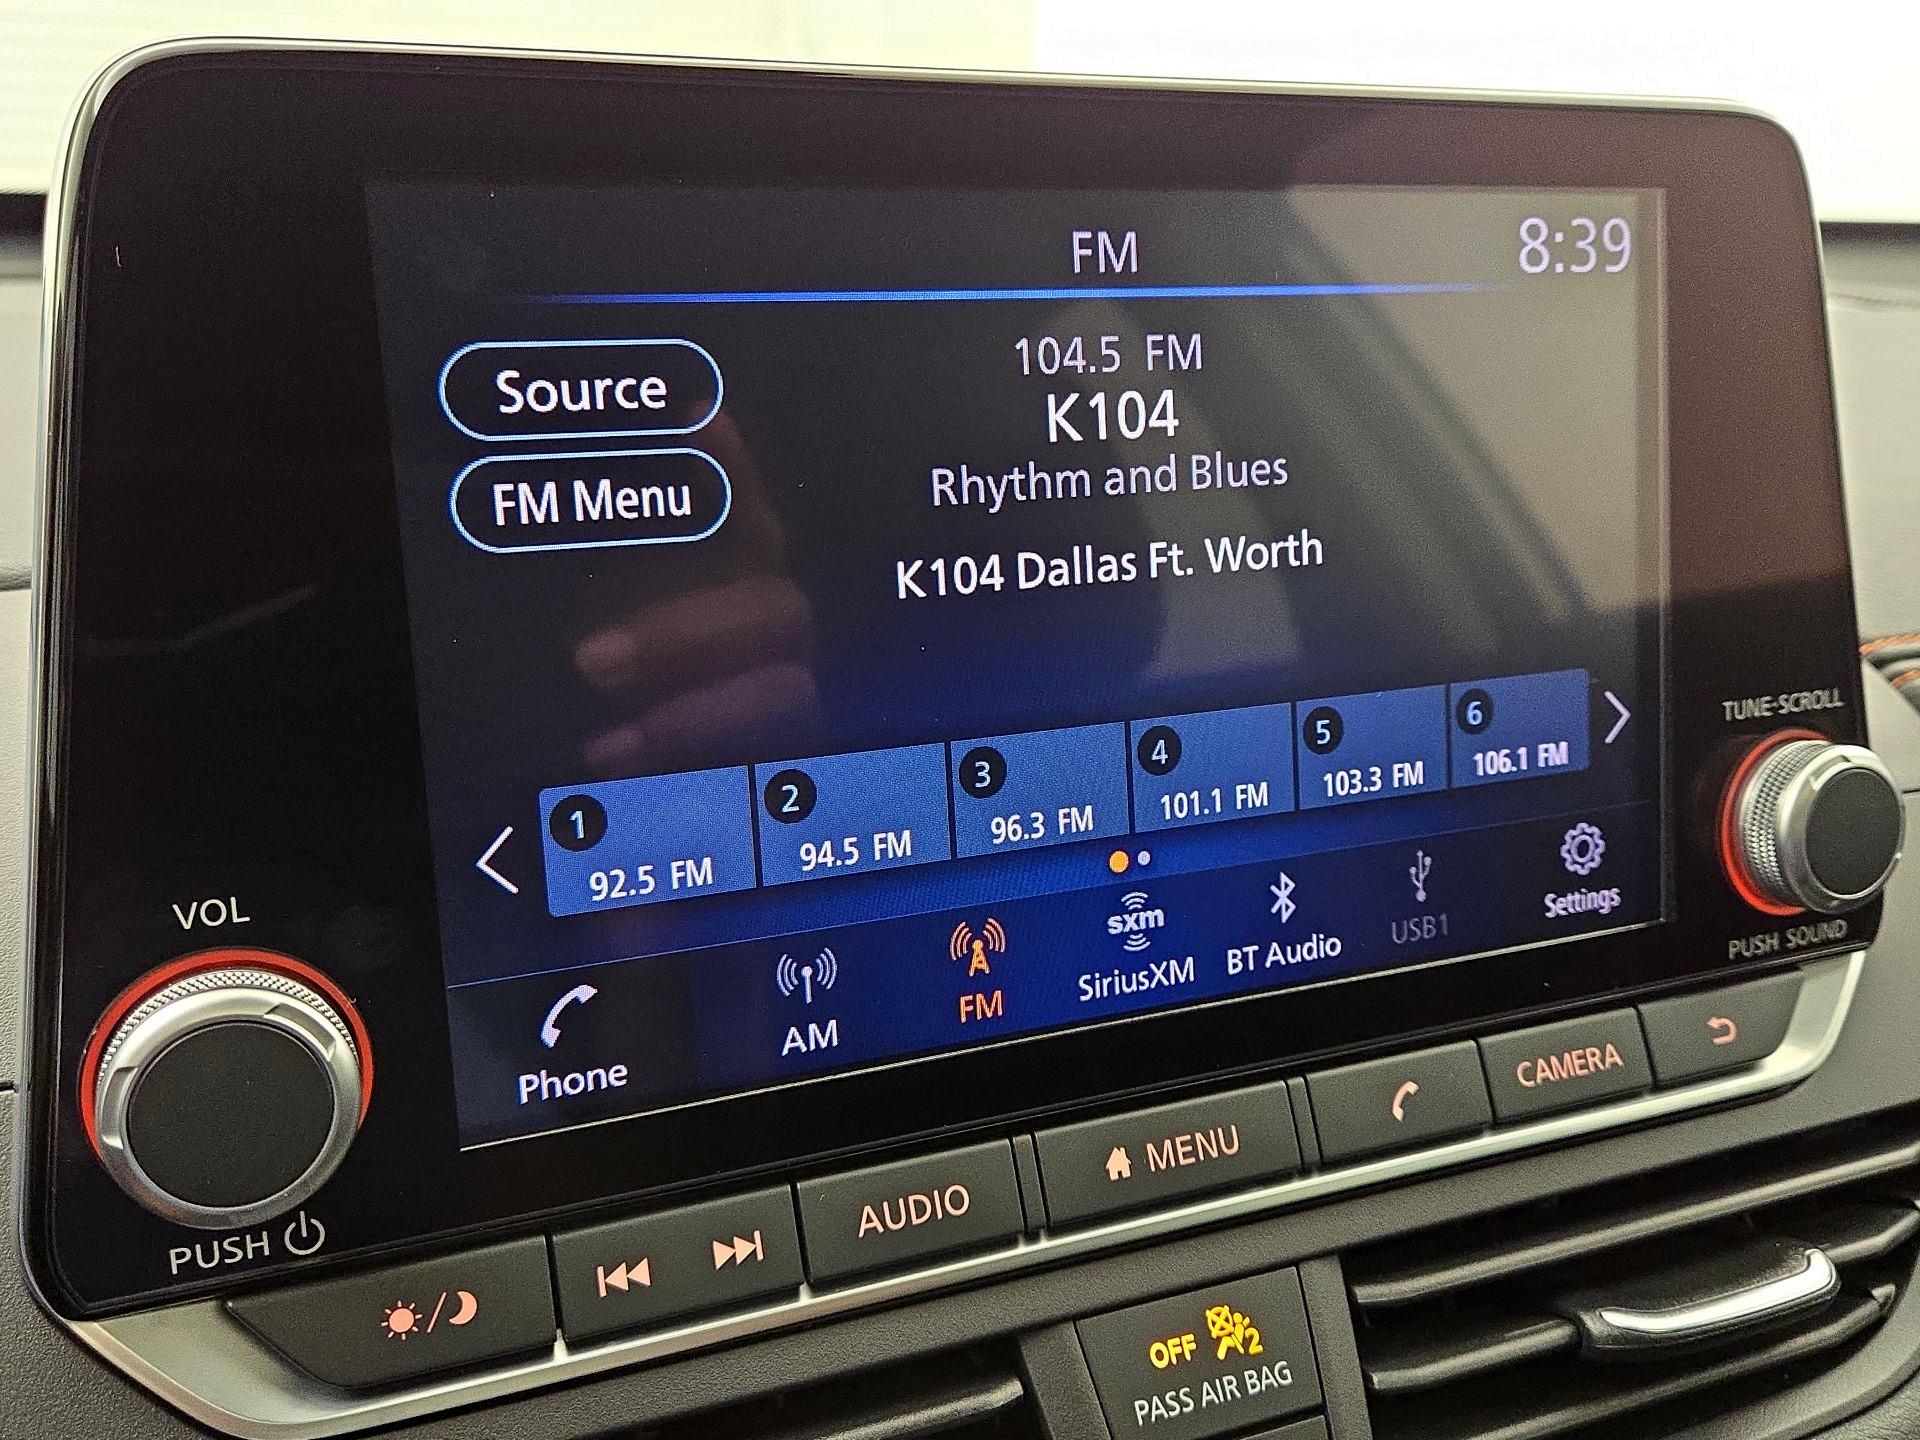 FM
8:39
Source
104.5 FM
K104
FM Menu
Rhythm and Blues
K104 Dallas Ft. Worth
1
92.5 FM
2
94.5 FM
3
96.3 FM
4
101.1 FM
5
103.3 FM
6
106.1 FM
Phone
AM
FM
sxm
SiriusXM
BT Audio
USB1
Settings
VOL
PUSH
TUNE·SCROLL
PUSH SOUND
AUDIO
MENU
CAMERA
OFF
2
PASS AIR BAG